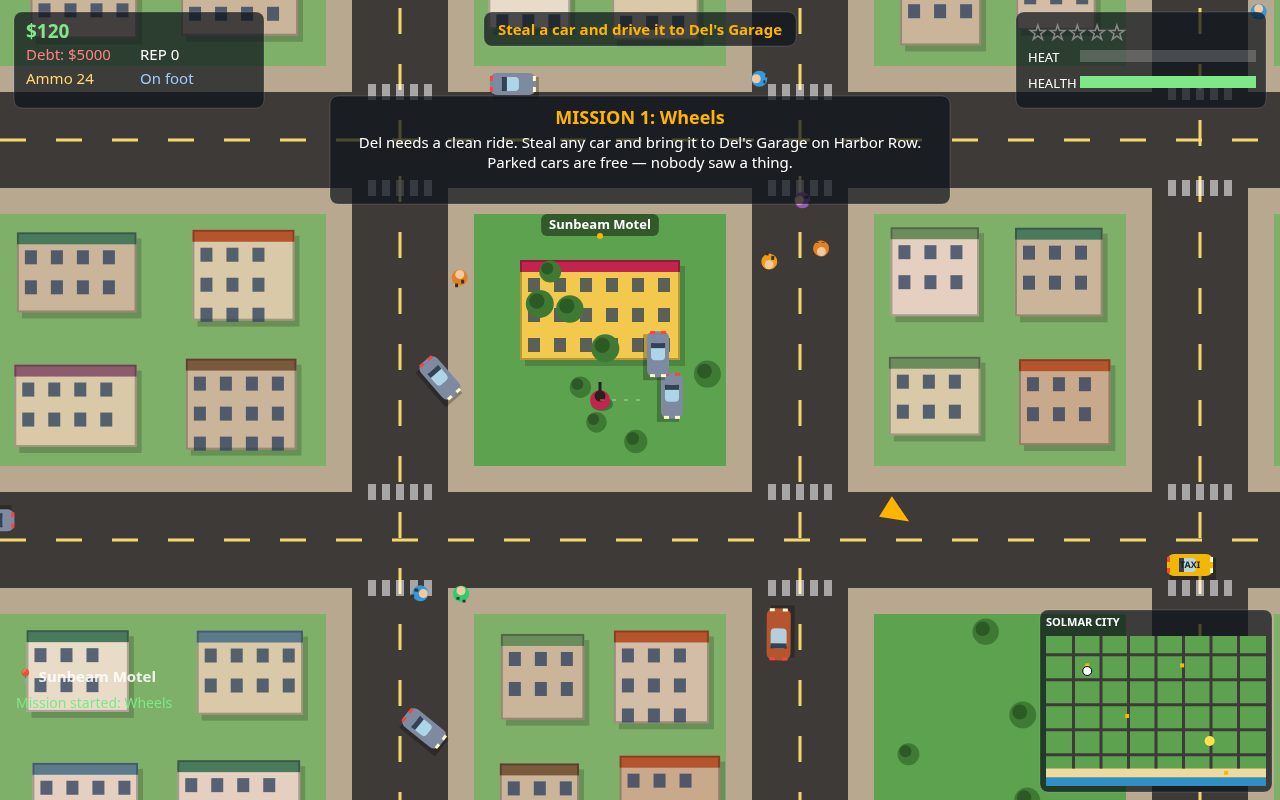 $120
Debt: $5000 REP 0
Ammo 24 On foot
Steal a car and drive it to Del's Garage
HEAT
HEALTH
MISSION 1: Wheels
Del needs a clean ride. Steal any car and bring it to Del's Garage on Harbor Row.
Parked cars are free — nobody saw a thing.
Sunbeam Motel
TAXI
Sunbeam Motel
Mission started: Wheels
SOLMAR CITY